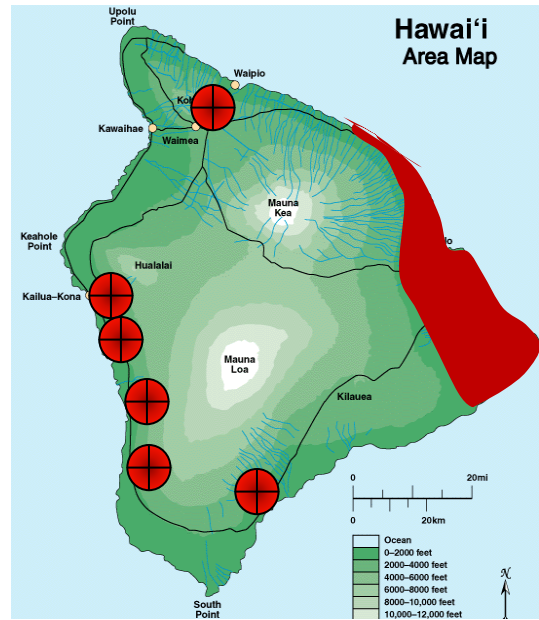 Hawai‘i
Area Map
Upolu
Point
Waipio
Kawaihae
Waimea
Mauna
Kea
Keahole
Point
Hualalai
Kailua–Kona
Mauna
Loa
Kilauea
0 20mi
0 20km
Ocean
0–2000 feet
2000–4000 feet
4000–6000 feet
6000–8000 feet
8000–10,000 feet
10,000–12,000 feet
N
South
Point